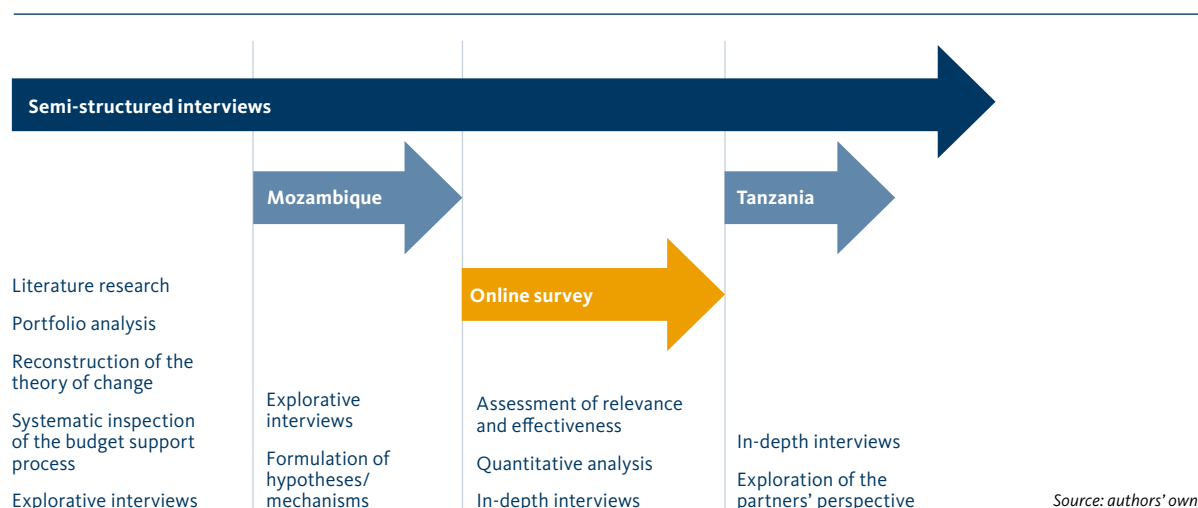 Semi-structured interviews
Mozambique
Tanzania
Online survey
Literature research
Portfolio analysis
Reconstruction of the
theory of change
Systematic inspection
of the budget support
process
Explorative interviews
Explorative
interviews
Formulation of
hypotheses/
mechanisms
Assessment of relevance
and effectiveness
Quantitative analysis
In-depth interviews
In-depth interviews
Exploration of the
partners' perspective
Source: authors' own